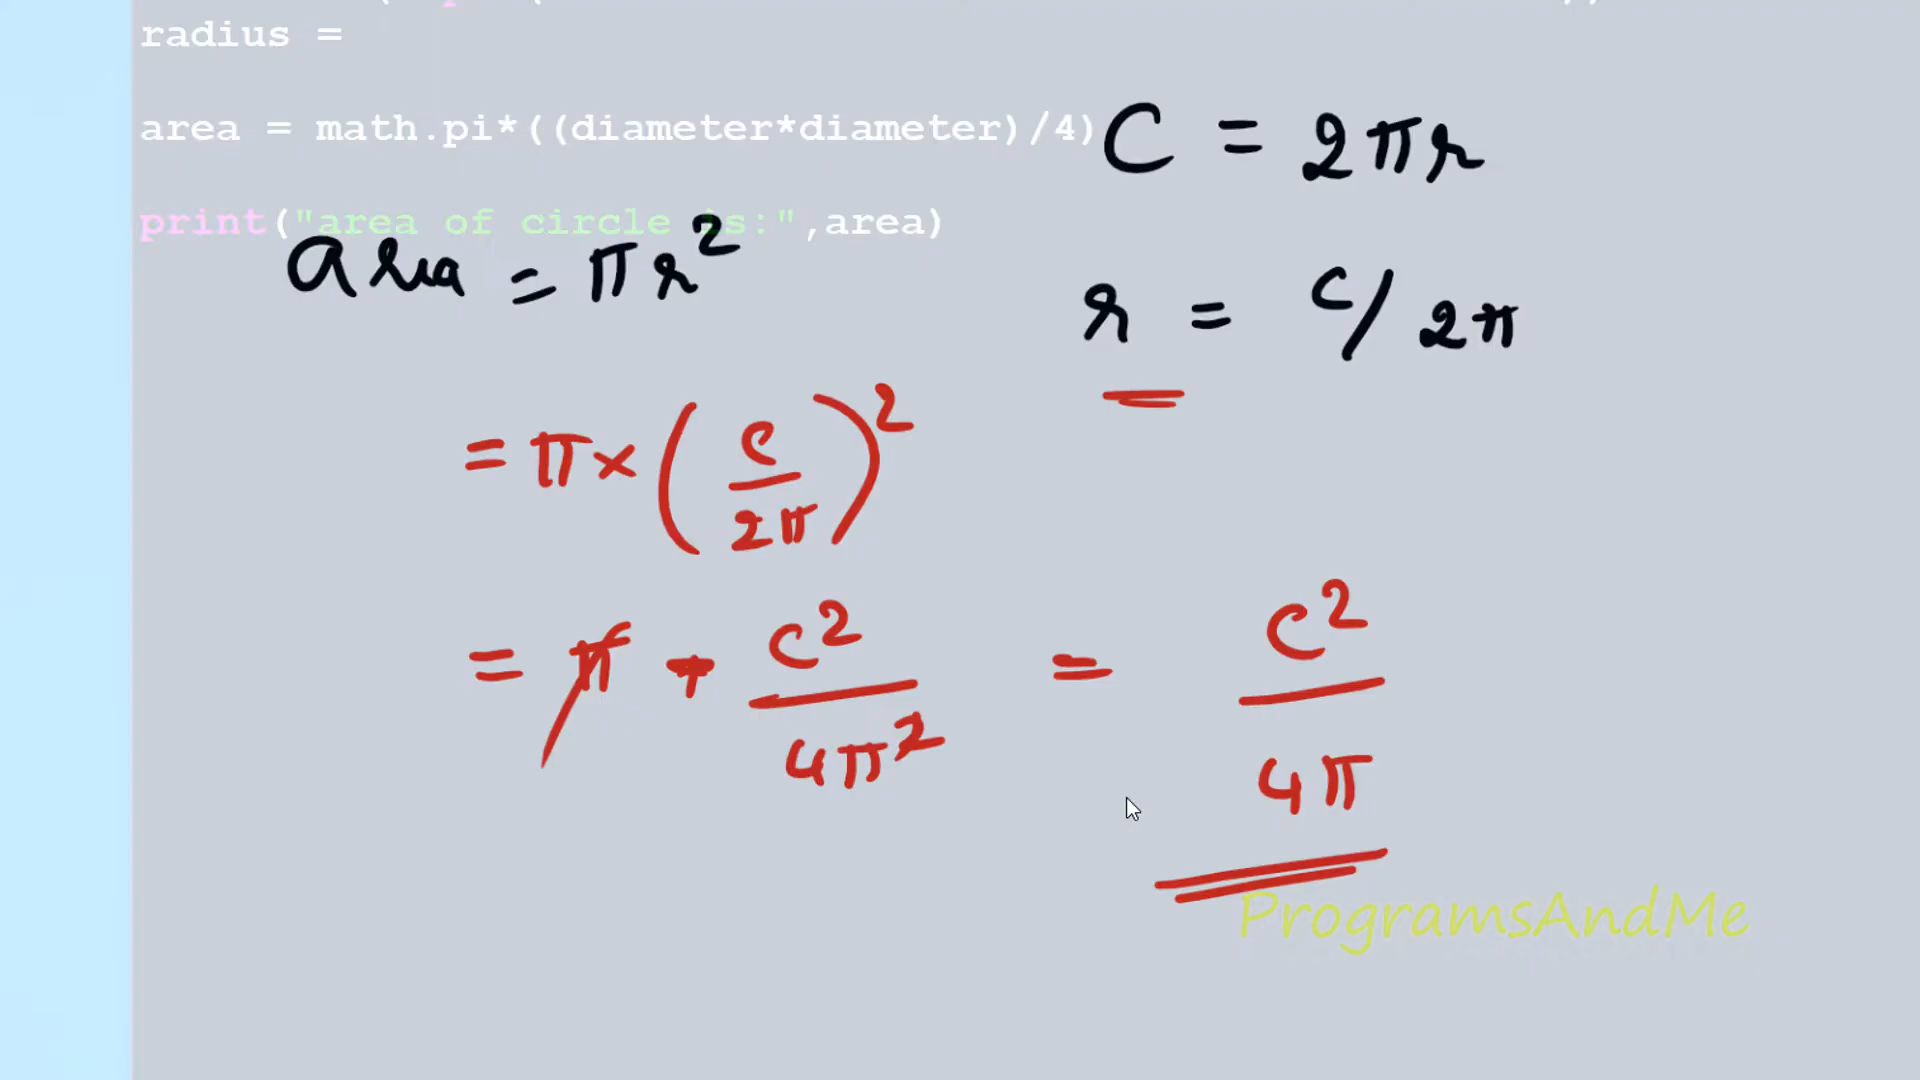 radius =
area = math.pi*((diameter*diameter)/4)
C = 2πr
print("area of circle is:",area)
area = πr²
r = c/2π
= π × (c/2π)²
= π · c²/4π² = c²/4π
ProgramsAndMe